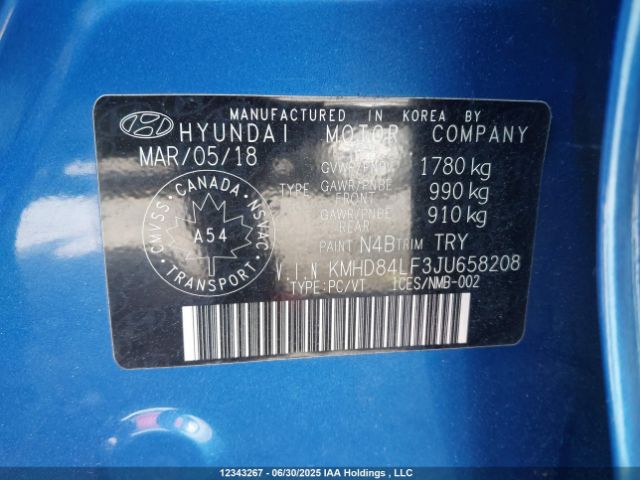 MANUFACTURED IN KOREA BY
HYUNDAI MOTOR COMPANY
MAR/05/18
GVWR/PNBV 1780 kg
TYPE GAWR/PNBE FRONT 990 kg
GAWR/PNBE REAR 910 kg
PAINT N4B TRIM TRY
V.I.N KMHD84LF3JU658208
TYPE:PC/VT ICES/NMB-002
CANADA
CMVSS NSVAC
A54
TRANSPORT
12343267 - 06/30/2025 IAA Holdings , LLC